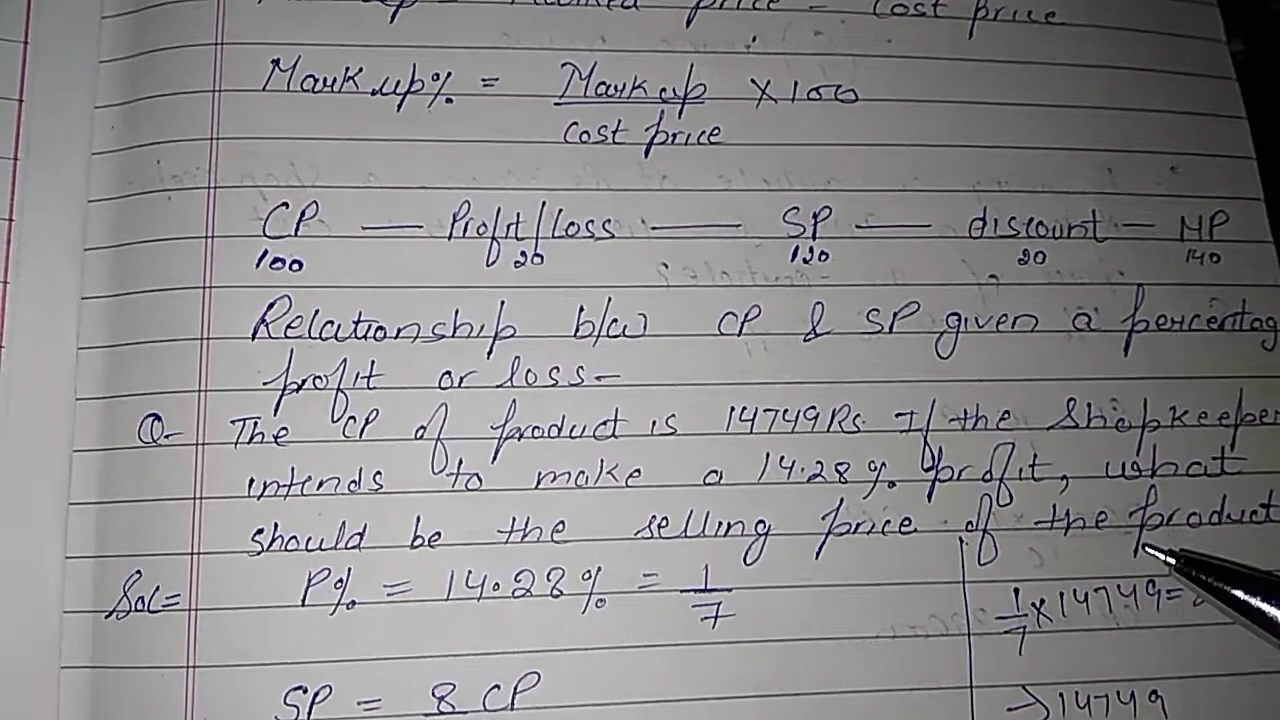 price - Cost price
Mark up% = Mark up × 100
Cost price
CP — Profit/loss — SP — discount — MP
100 20 120 20 140
Relationship b/w CP & SP given a percentag
profit or loss-
Q- The CP of product is 14749Rs. If the Shopkeeper
intends to make a 14.28% profit, what
should be the selling price of the product
Sol= P% = 14.28% = 1/7
1/7 × 14749 =
SP = 8 CP
→ 14749